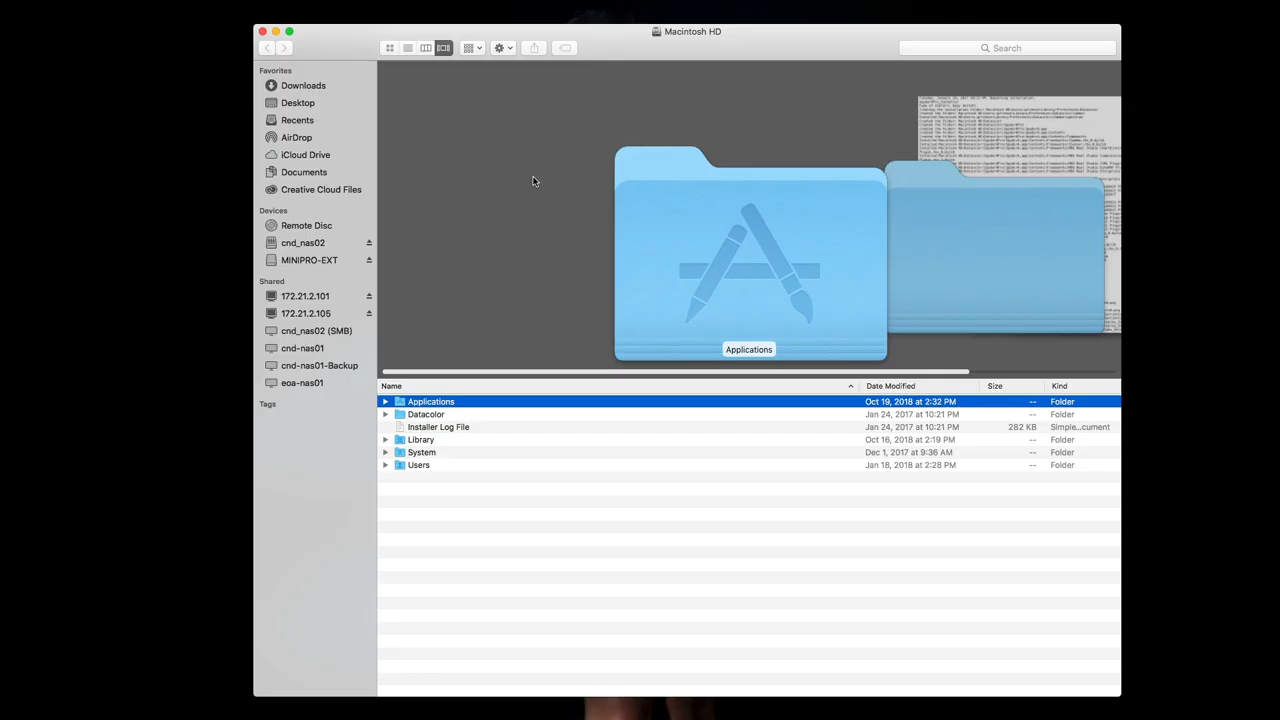 Macintosh HD
Search
Favorites
Downloads
Desktop
Recents
AirDrop
iCloud Drive
Documents
Creative Cloud Files
Devices
Remote Disc
cnd_nas02
MINIPRO-EXT
Shared
172.21.2.101
172.21.2.105
cnd_nas02 (SMB)
cnd-nas01
cnd-nas01-Backup
eoa-nas01
Tags
Applications
Name Date Modified Size Kind
Applications Oct 19, 2018 at 2:32 PM -- Folder
Datacolor Jan 24, 2017 at 10:21 PM -- Folder
Installer Log File Jan 24, 2017 at 10:21 PM 282 KB Simple...cument
Library Oct 16, 2018 at 2:19 PM -- Folder
System Dec 1, 2017 at 9:36 AM -- Folder
Users Jan 18, 2018 at 2:28 PM -- Folder